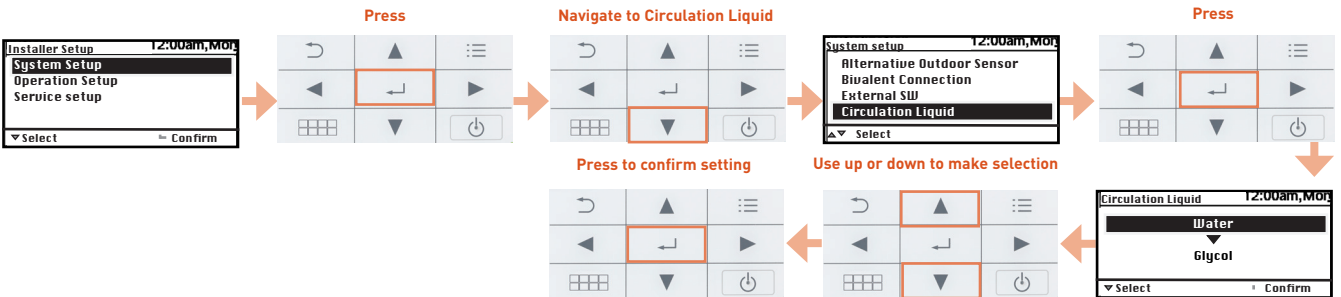 Press
Navigate to Circulation Liquid
Press
Installer Setup 12:00am,Mon
System Setup
Operation Setup
Service setup
▼Select Confirm
System setup 12:00am,Mon
Alternative Outdoor Sensor
Bivalent Connection
External SW
Circulation Liquid
▲▼ Select
Press to confirm setting
Use up or down to make selection
Circulation Liquid 12:00am,Mon
Water
Glycol
▼Select Confirm